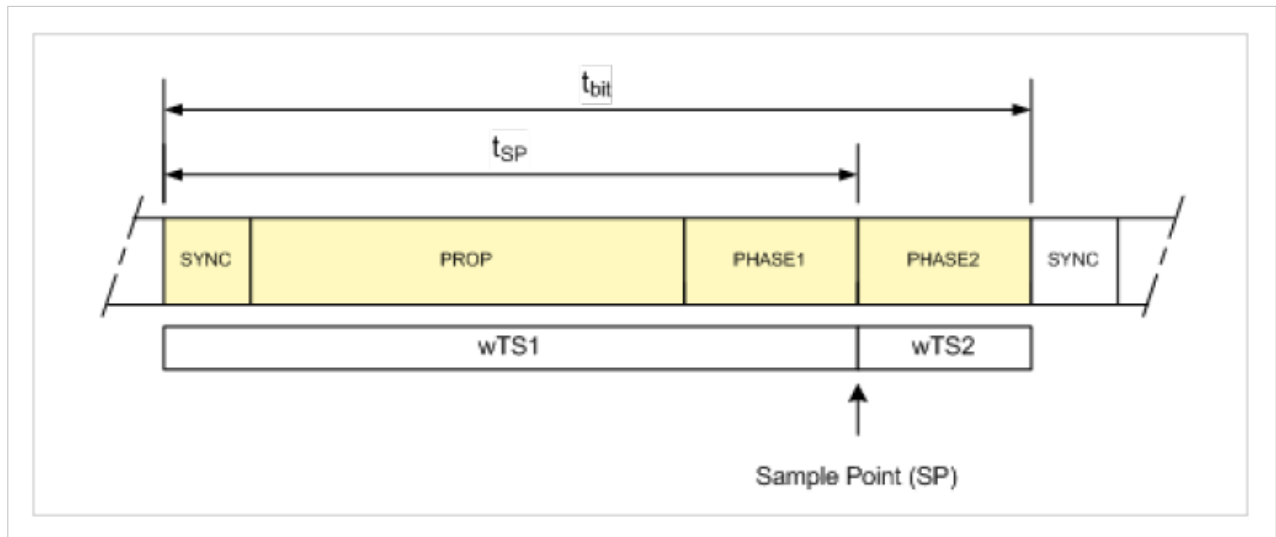 tbit
tSP
SYNC PROP PHASE1 PHASE2 SYNC
wTS1 wTS2
Sample Point (SP)